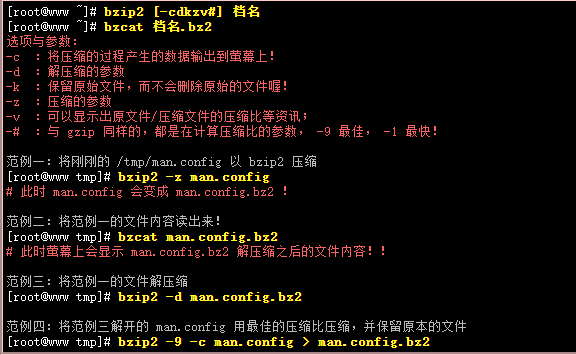 [root@www ~]# bzip2 [-cdkzv#] 档名
[root@www ~]# bzcat 档名.bz2
选项与参数：
-c  ：将压缩的过程产生的数据输出到萤幕上！
-d  ：解压缩的参数
-k  ：保留原始文件，而不会删除原始的文件喔！
-z  ：压缩的参数
-v  ：可以显示出原文件/压缩文件的压缩比等资讯；
-#  ：与 gzip 同样的，都是在计算压缩比的参数， -9 最佳， -1 最快！
范例一：将刚刚的 /tmp/man.config 以 bzip2 压缩
[root@www tmp]# bzip2 -z man.config
# 此时 man.config 会变成 man.config.bz2 ！
范例二：将范例一的文件内容读出来！
[root@www tmp]# bzcat man.config.bz2
# 此时萤幕上会显示 man.config.bz2 解压缩之后的文件内容！！
范例三：将范例一的文件解压缩
[root@www tmp]# bzip2 -d man.config.bz2
范例四：将范例三解开的 man.config 用最佳的压缩比压缩，并保留原本的文件
[root@www tmp]# bzip2 -9 -c man.config > man.config.bz2